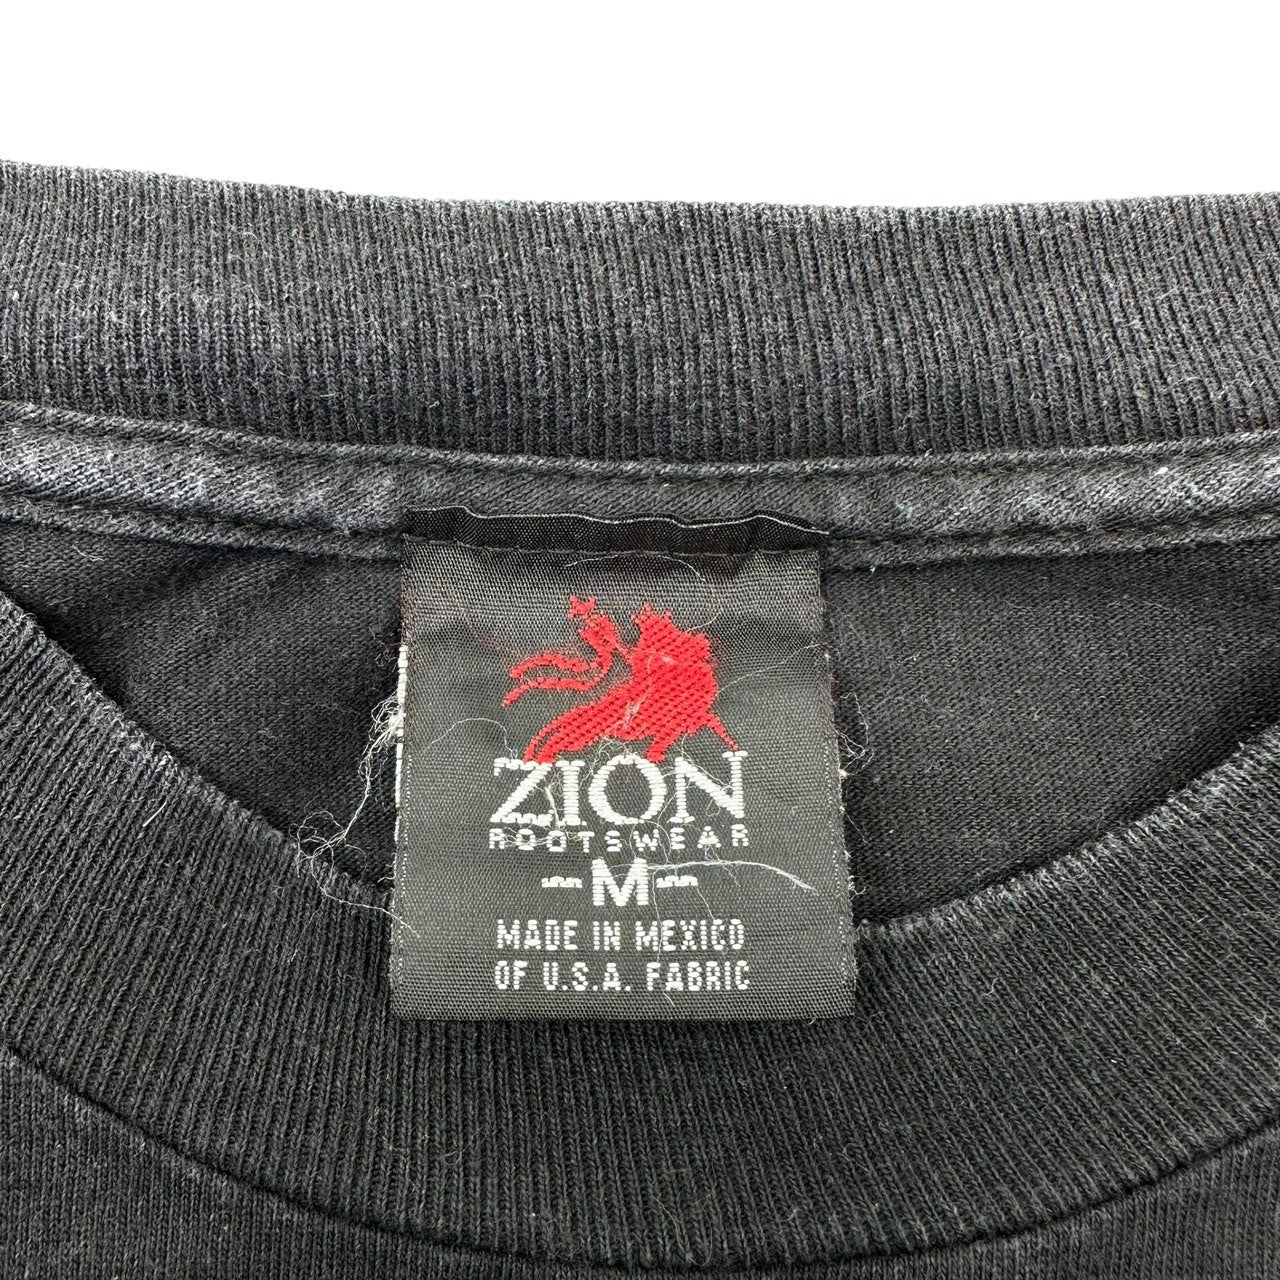 ZION
ROOTSWEAR
-M-
MADE IN MEXICO
OF U.S.A. FABRIC